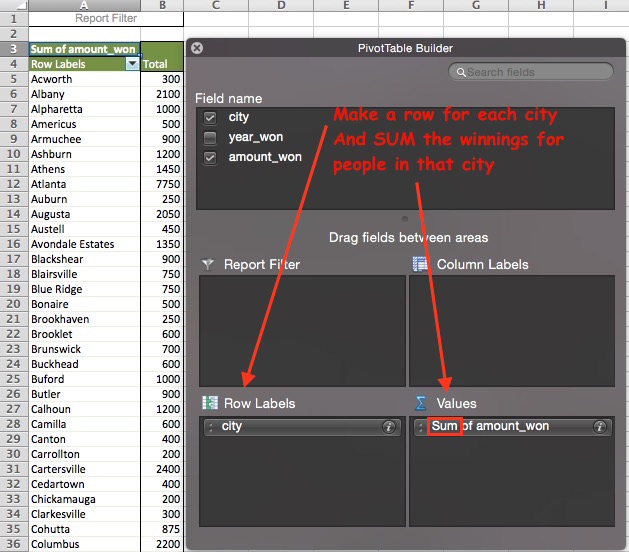 A B C D E F G H I
1 Report Filter
2
3 Sum of amount_won
4 Row Labels Total
5 Acworth 300
6 Albany 2100
7 Alpharetta 1000
8 Americus 500
9 Armuchee 900
10 Ashburn 1200
11 Athens 1450
12 Atlanta 7750
13 Auburn 250
14 Augusta 2050
15 Austell 450
16 Avondale Estates 1350
17 Blackshear 900
18 Blairsville 750
19 Blue Ridge 750
20 Bonaire 500
21 Brookhaven 250
22 Brooklet 600
23 Brunswick 700
24 Buckhead 600
25 Buford 1000
26 Butler 900
27 Calhoun 1200
28 Camilla 600
29 Canton 400
30 Carrollton 200
31 Cartersville 2400
32 Cedartown 400
33 Chickamauga 200
34 Clarkesville 300
35 Cohutta 875
36 Columbus 2200
PivotTable Builder
Search fields
Field name
city
year_won
amount_won
Make a row for each city
And SUM the winnings for
people in that city
Drag fields between areas
Report Filter
Column Labels
Row Labels
Values
city
Sum of amount_won